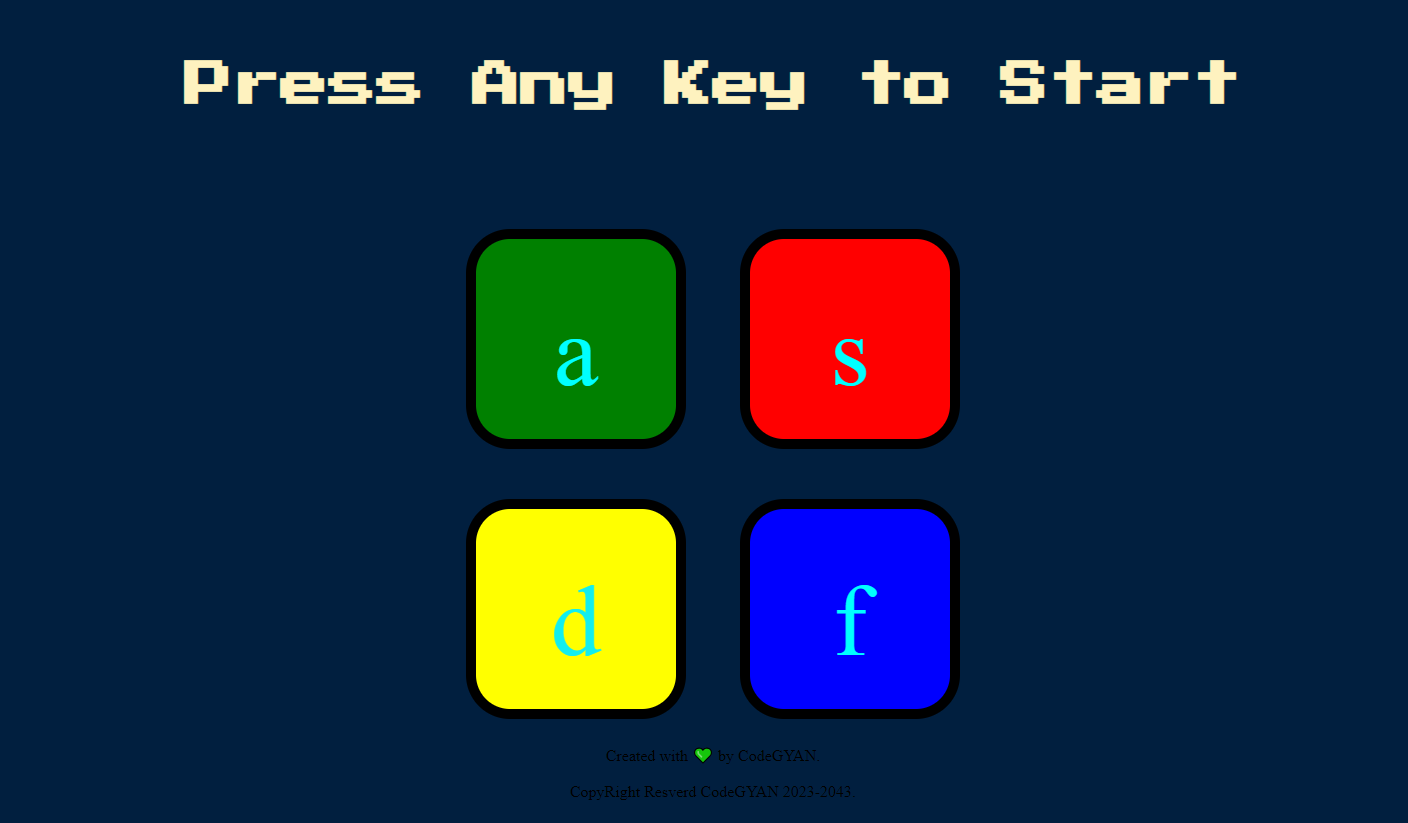 Press Any Key to Start
a
s
d
f
Created with 💚 by CodeGYAN.
CopyRight Resverd CodeGYAN 2023-2043.